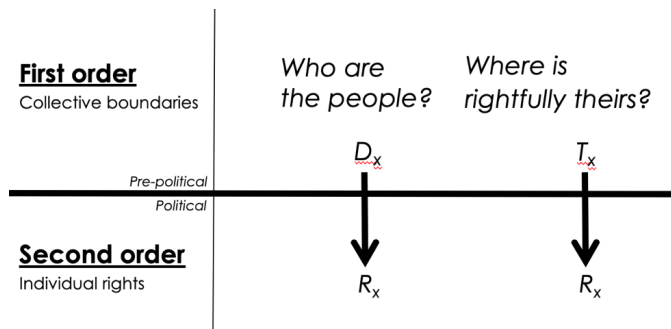 First order
Collective boundaries
Who are
the people?
Where is
rightfully theirs?
Dx
Tx
Pre-political
Political
Second order
Individual rights
Rx
Rx